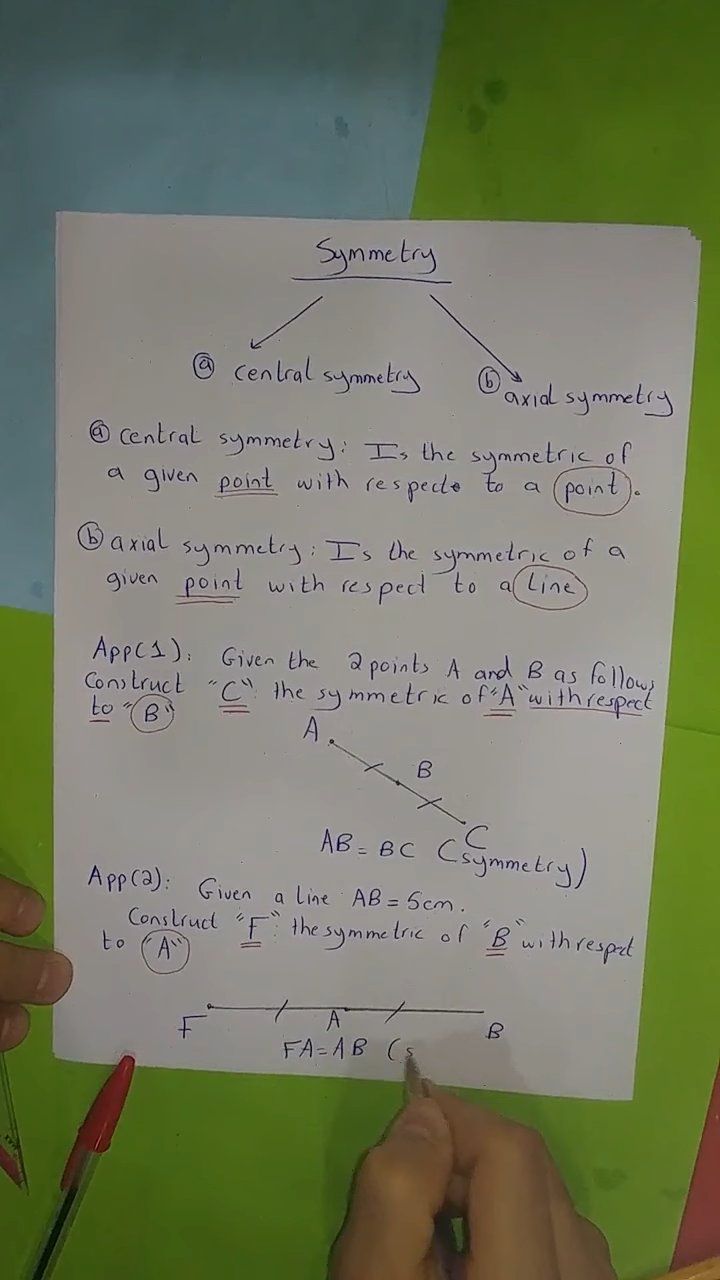 Symmetry
ⓐ central symmetry
ⓑ axial symmetry
ⓐ central symmetry: Is the symmetric of
a given point with respect to a point.
ⓑ axial symmetry: Is the symmetric of a
given point with respect to a line
App(1): Given the 2 points A and B as follows,
Construct "C": the symmetric of "A" with respect
to "B"
A
B
C
AB = BC (symmetry)
App(2): Given a line AB = 5cm.
Construct "F": the symmetric of "B" with respect
to "A"
F A B
FA = AB (s